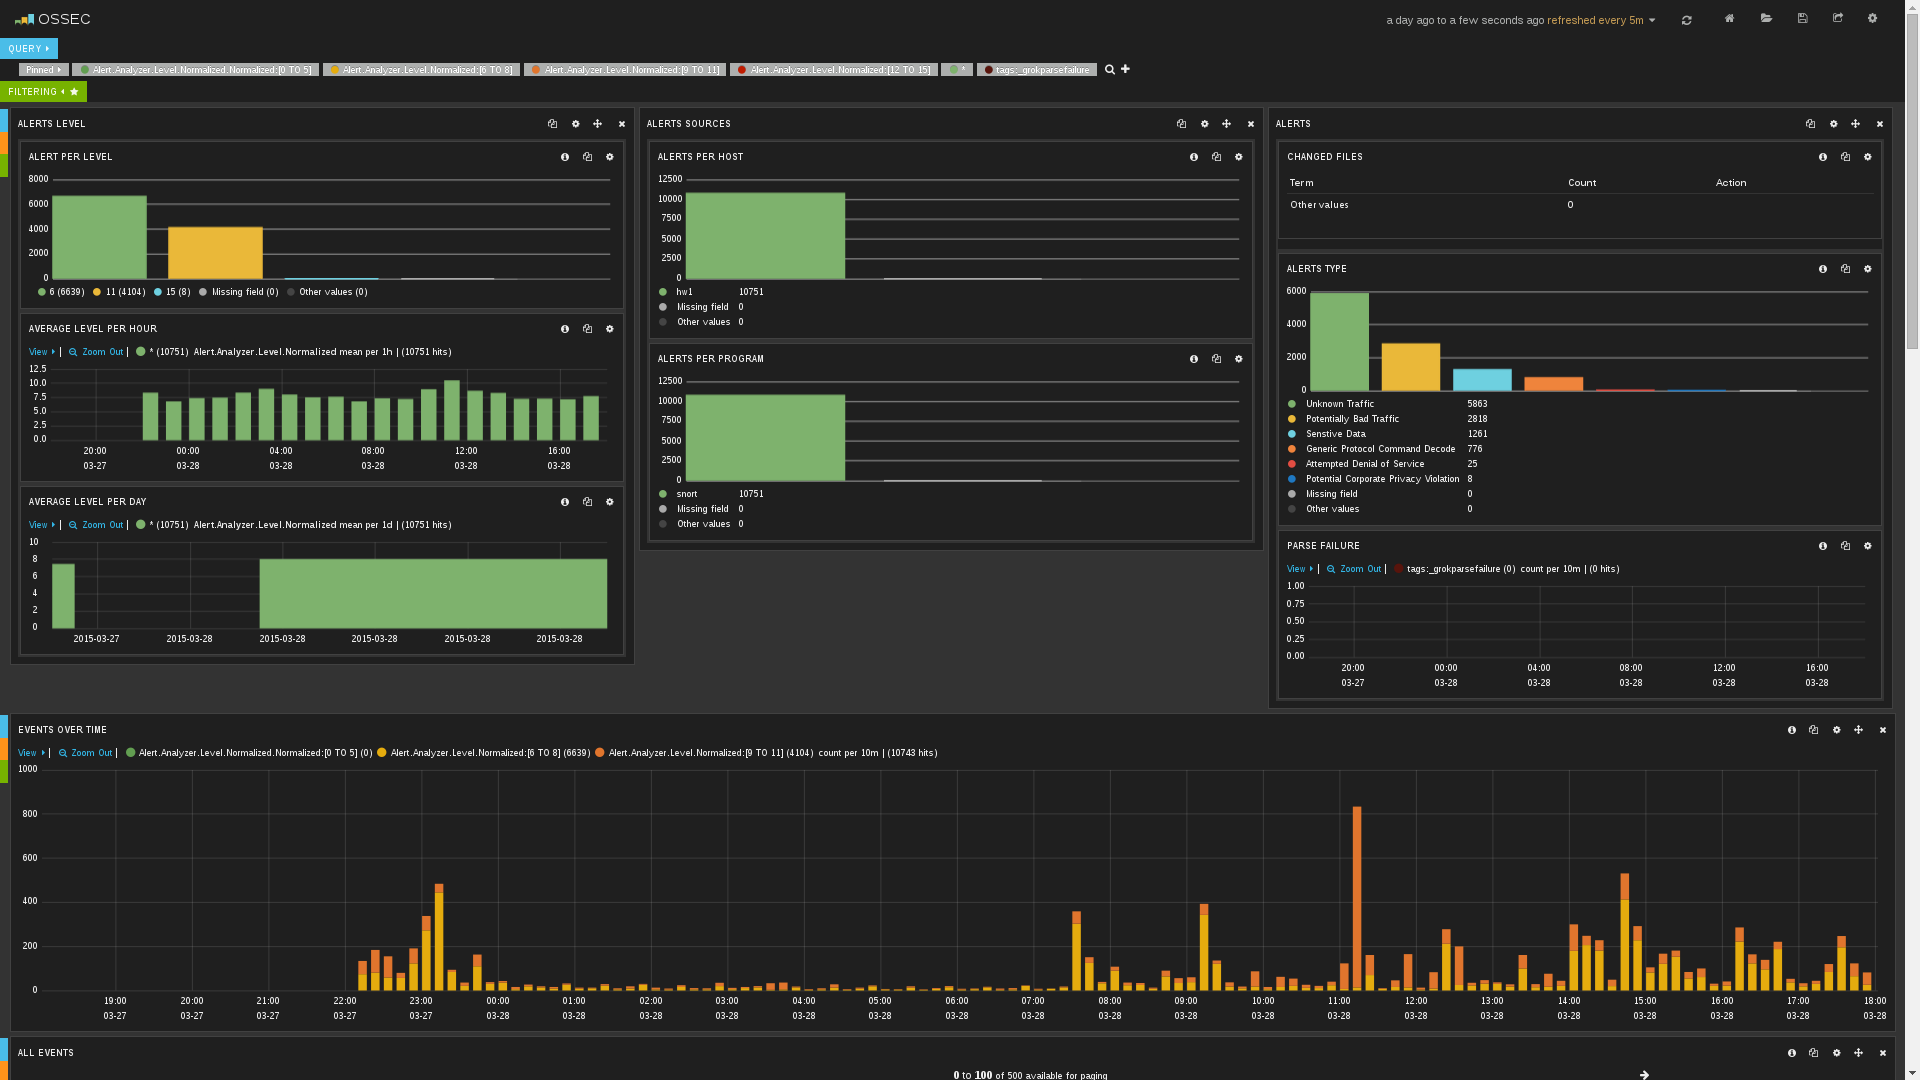 OSSEC
a day ago to a few seconds ago refreshed every 5m
QUERY
Pinned Alert.Analyzer.Level.Normalized.Normalized:[0 TO 5] Alert.Analyzer.Level.Normalized:[6 TO 8] Alert.Analyzer.Level.Normalized:[9 TO 11] Alert.Analyzer.Level.Normalized:[12 TO 15] * tags:_grokparsefailure
FILTERING
ALERTS LEVEL
ALERT PER LEVEL
8000
6000
4000
2000
0
6 (6639) 11 (4104) 15 (8) Missing field (0) Other values (0)
AVERAGE LEVEL PER HOUR
View | Zoom Out | * (10751) Alert.Analyzer.Level.Normalized mean per 1h | (10751 hits)
12.5
10.0
7.5
5.0
2.5
0.0
20:00 00:00 04:00 08:00 12:00 16:00
03-27 03-28 03-28 03-28 03-28 03-28
AVERAGE LEVEL PER DAY
View | Zoom Out | * (10751) Alert.Analyzer.Level.Normalized mean per 1d | (10751 hits)
10
8
6
4
2
0
2015-03-27 2015-03-28 2015-03-28 2015-03-28 2015-03-28 2015-03-28
ALERTS SOURCES
ALERTS PER HOST
12500
10000
7500
5000
2500
0
hw1 10751
Missing field 0
Other values 0
ALERTS PER PROGRAM
12500
10000
7500
5000
2500
0
snort 10751
Missing field 0
Other values 0
ALERTS
CHANGED FILES
Term Count Action
Other values 0
ALERTS TYPE
6000
4000
2000
0
Unknown Traffic 5863
Potentially Bad Traffic 2818
Senstive Data 1261
Generic Protocol Command Decode 776
Attempted Denial of Service 25
Potential Corporate Privacy Violation 8
Missing field 0
Other values 0
PARSE FAILURE
View | Zoom Out | tags:_grokparsefailure (0) count per 10m | (0 hits)
1.00
0.75
0.50
0.25
0.00
20:00 00:00 04:00 08:00 12:00 16:00
03-27 03-28 03-28 03-28 03-28 03-28
EVENTS OVER TIME
View | Zoom Out | Alert.Analyzer.Level.Normalized.Normalized:[0 TO 5] (0) Alert.Analyzer.Level.Normalized:[6 TO 8] (6639) Alert.Analyzer.Level.Normalized:[9 TO 11] (4104) count per 10m | (10743 hits)
1000
800
600
400
200
0
19:00 20:00 21:00 22:00 23:00 00:00 01:00 02:00 03:00 04:00 05:00 06:00 07:00 08:00 09:00 10:00 11:00 12:00 13:00 14:00 15:00 16:00 17:00 18:00
03-27 03-27 03-27 03-27 03-27 03-28 03-28 03-28 03-28 03-28 03-28 03-28 03-28 03-28 03-28 03-28 03-28 03-28 03-28 03-28 03-28 03-28 03-28 03-28
ALL EVENTS
0 to 100 of 500 available for paging